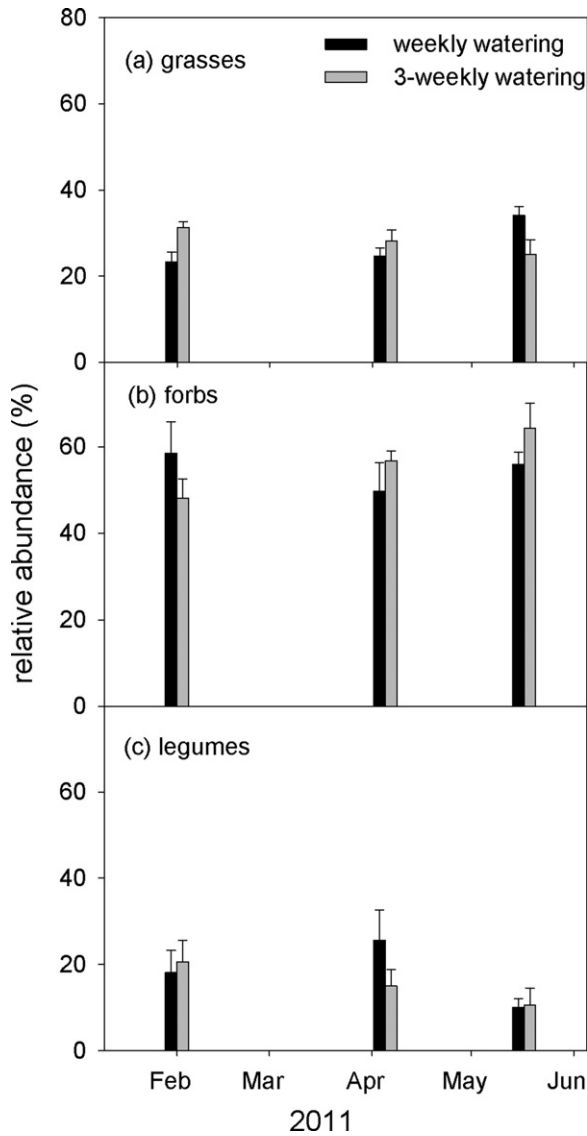 80
(a) grasses
weekly watering
3-weekly watering
60
40
20
0
(b) forbs
60
40
20
0
relative abundance (%)
(c) legumes
60
40
20
0
Feb Mar Apr May Jun
2011